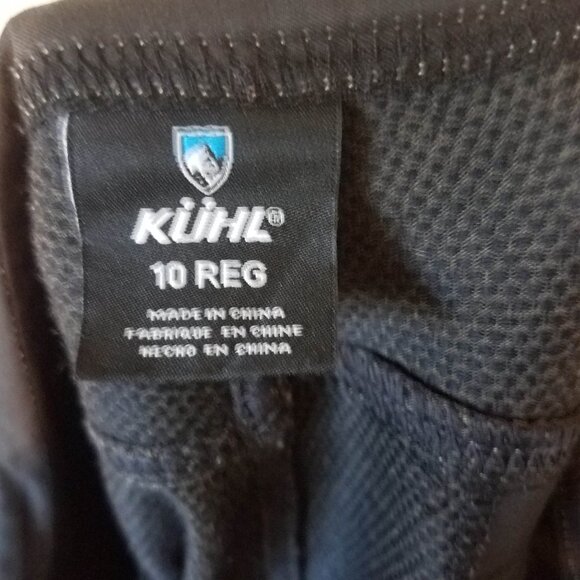 KÜHL®
10 REG
MADE IN CHINA
FABRIQUE EN CHINE
HECHO EN CHINA